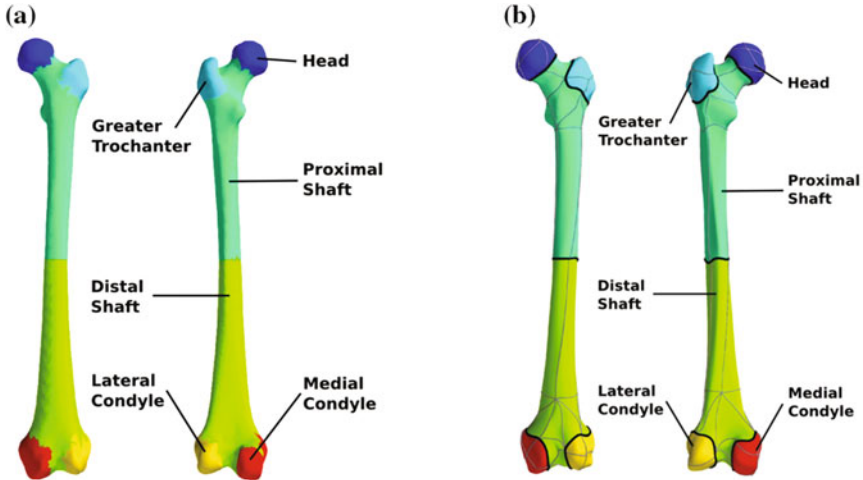 (a)
Head
Greater
Trochanter
Proximal
Shaft
Distal
Shaft
Lateral
Condyle
Medial
Condyle
(b)
Head
Greater
Trochanter
Proximal
Shaft
Distal
Shaft
Lateral
Condyle
Medial
Condyle